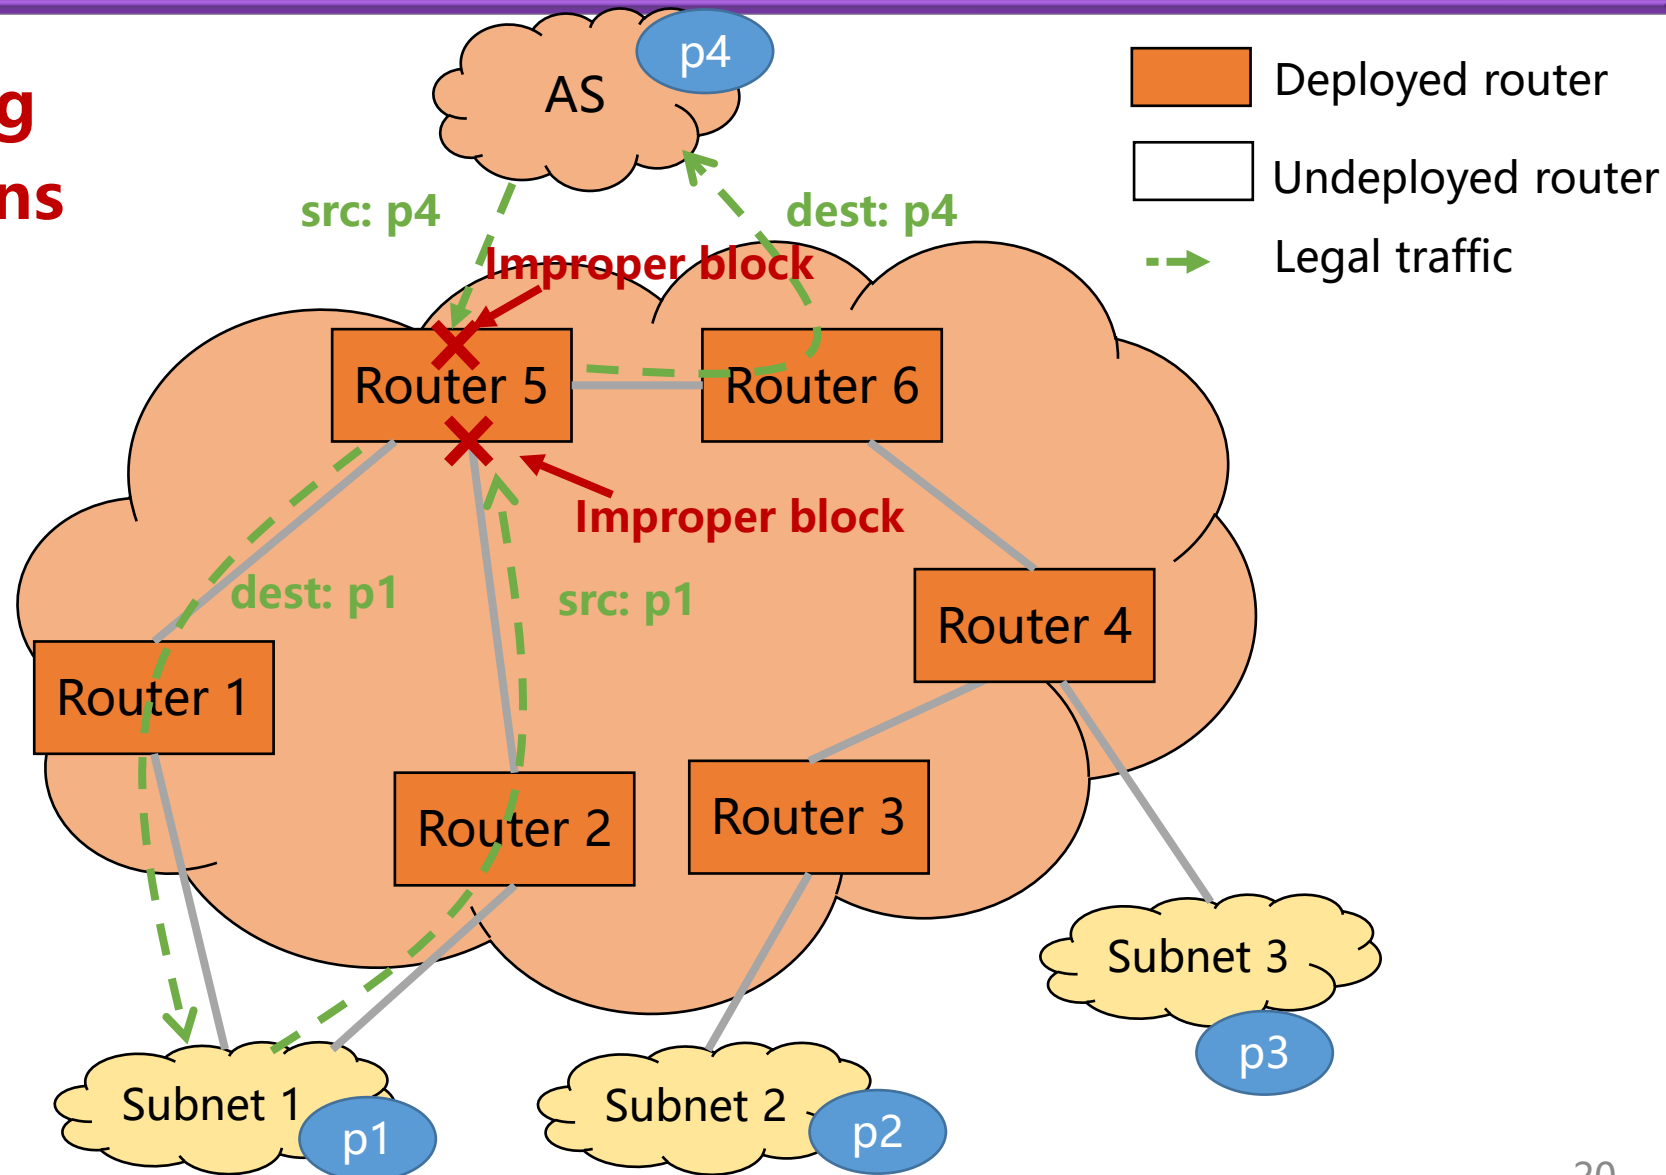 g
ns
AS
p4
Deployed router
Undeployed router
Legal traffic
src: p4
dest: p4
Improper block
Router 5
Router 6
Improper block
dest: p1
src: p1
Router 4
Router 1
Router 2
Router 3
Subnet 3
p3
Subnet 1
p1
Subnet 2
p2
20